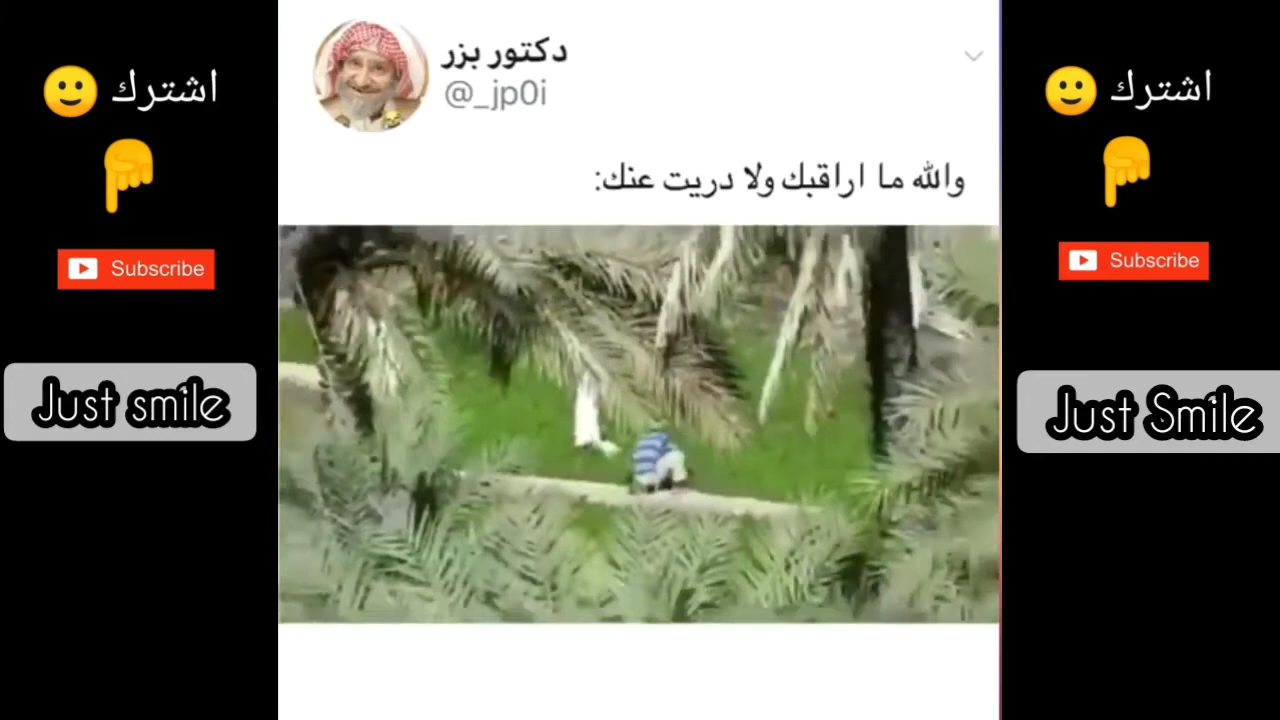 اشترك
Subscribe
Just smile
دكتور بزر
@_jp0i
والله ما اراقبك ولا دريت عنك:
اشترك
Subscribe
Just Smile